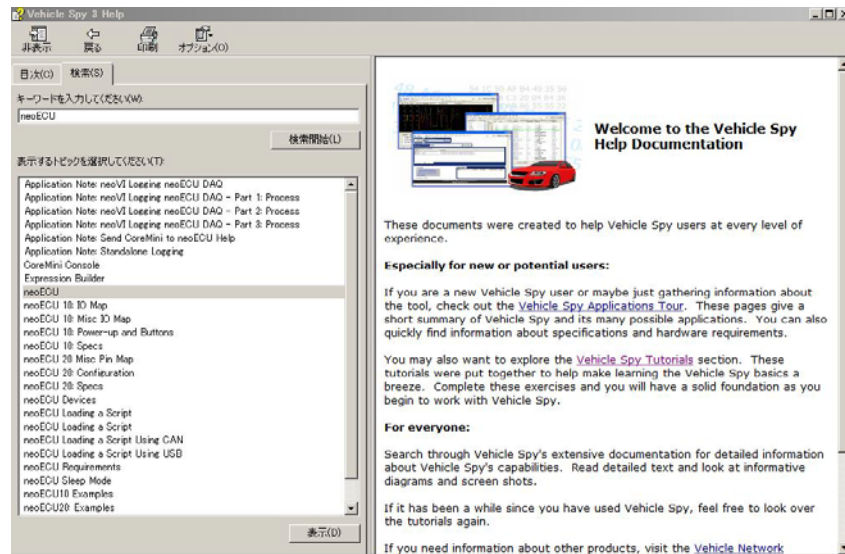 Vehicle Spy 3 Help
非表示 戻る 印刷 オプション(O)
目次(C) 検索(S)
キーワードを入力してください(W):
neoECU
検索開始(L)
表示するトピックを選択してください(T):
Application Note: neoVI Logging neoECU DAQ
Application Note: neoVI Logging neoECU DAQ - Part 1: Process
Application Note: neoVI Logging neoECU DAQ - Part 2: Process
Application Note: neoVI Logging neoECU DAQ - Part 3: Process
Application Note: Send CoreMini to neoECU Help
Application Note: Standalone Logging
CoreMini Console
Expression Builder
neoECU
neoECU 10: IO Map
neoECU 10: Misc IO Map
neoECU 10: Power-up and Buttons
neoECU 10: Specs
neoECU 20 Misc Pin Map
neoECU 20: Configuration
neoECU 20: Specs
neoECU Devices
neoECU Loading a Script
neoECU Loading a Script
neoECU Loading a Script Using CAN
neoECU Loading a Script Using USB
neoECU Requirements
neoECU Sleep Mode
neoECU10 Examples
neoECU20 Examples
表示(D)
Welcome to the Vehicle Spy
Help Documentation
These documents were created to help Vehicle Spy users at every level of
experience.
Especially for new or potential users:
If you are a new Vehicle Spy user or maybe just gathering information about
the tool, check out the Vehicle Spy Applications Tour. These pages give a
short summary of Vehicle Spy and its many possible applications. You can also
quickly find information about specifications and hardware requirements.
You may also want to explore the Vehicle Spy Tutorials section. These
tutorials were put together to help make learning the Vehicle Spy basics a
breeze. Complete these exercises and you will have a solid foundation as you
begin to work with Vehicle Spy.
For everyone:
Search through Vehicle Spy's extensive documentation for detailed information
about Vehicle Spy's capabilities. Read detailed text and look at informative
diagrams and screen shots.
If it has been a while since you have used Vehicle Spy, feel free to look over
the tutorials again.
If you need information about other products, visit the Vehicle Network